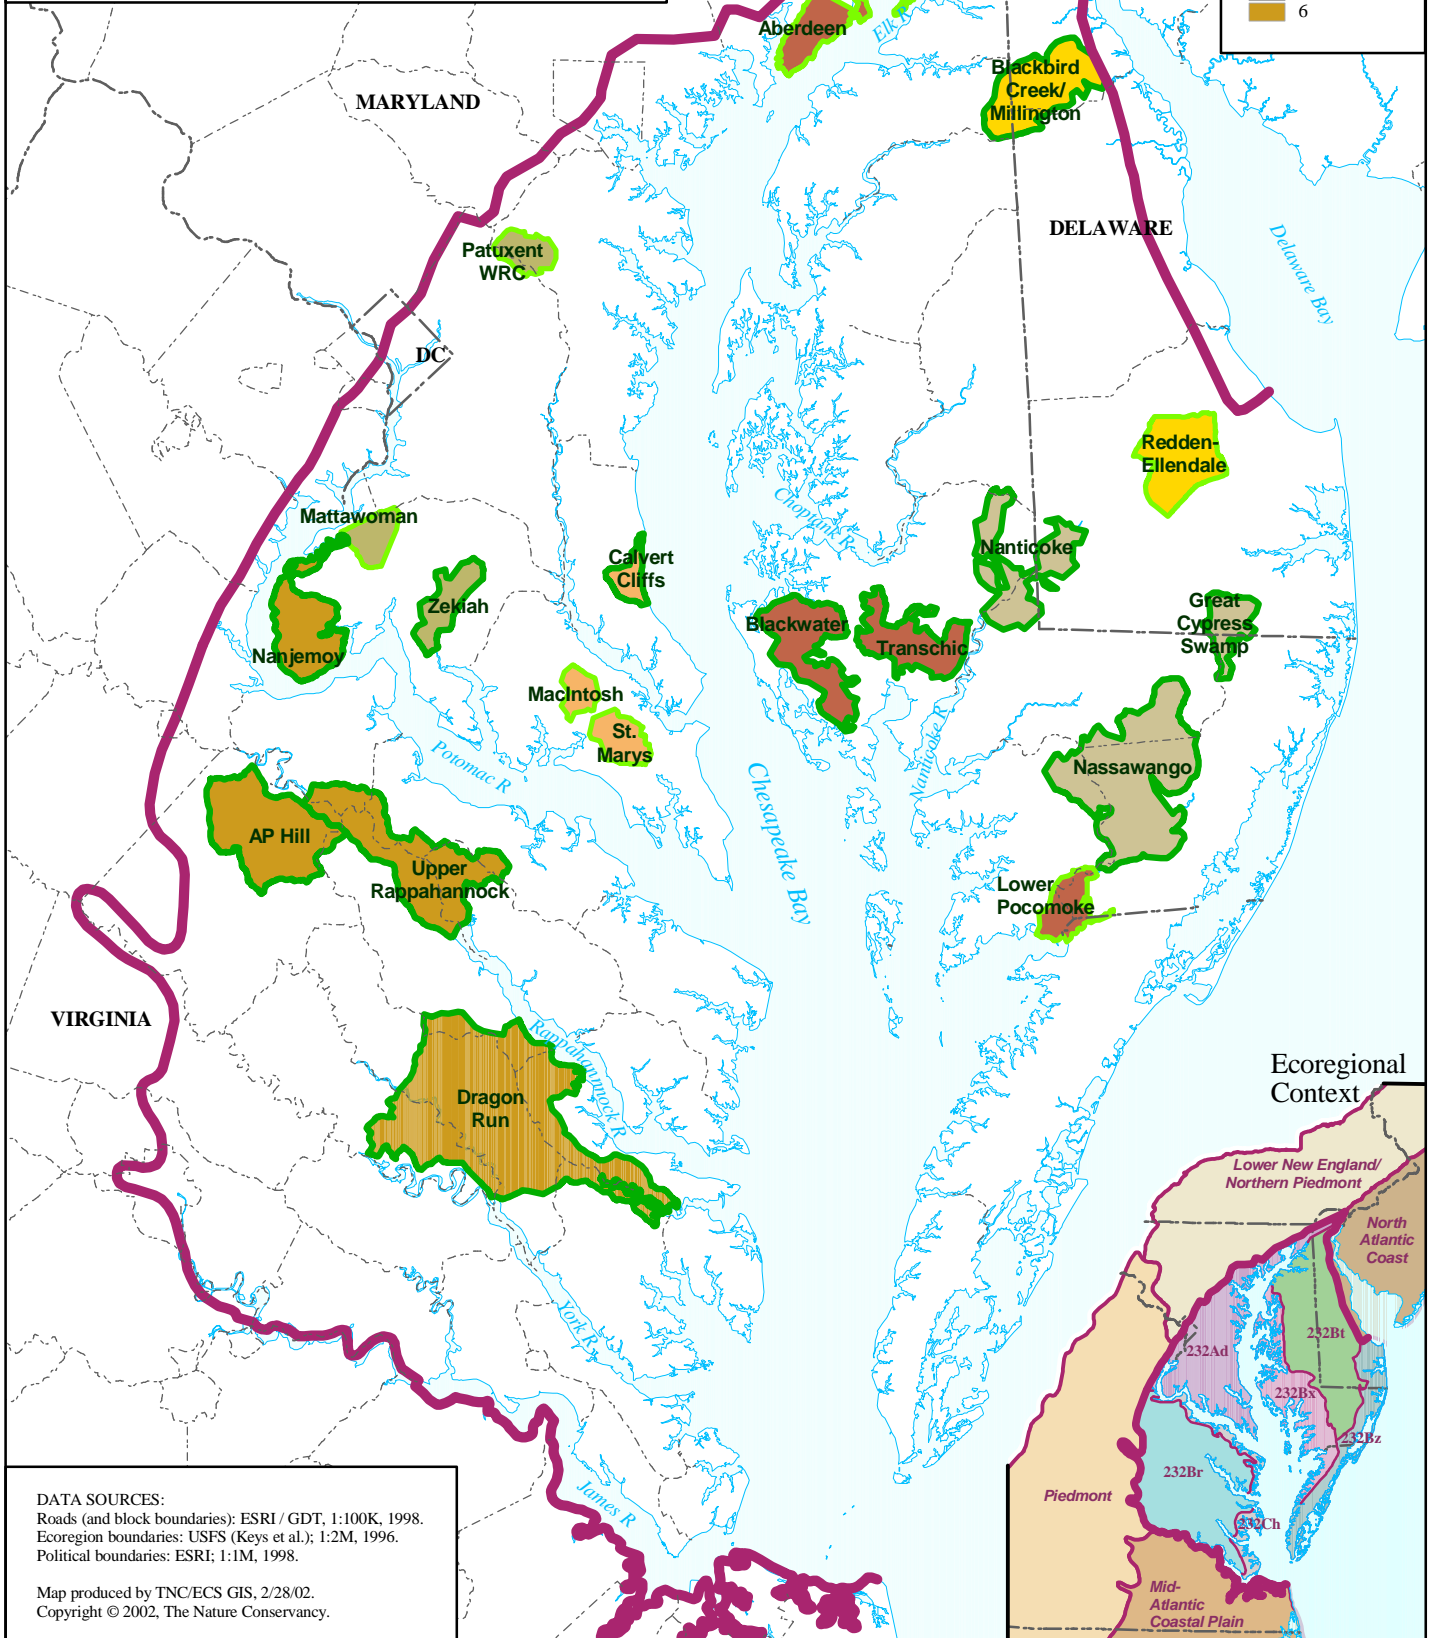 6
Aberdeen
Elk R
Blackbird
Creek/
Millington
MARYLAND
DELAWARE
Delaware Bay
Patuxent
WRC
DC
Redden-
Ellendale
Choptank R
Mattawoman
Nanticoke
Calvert
Cliffs
Zekiah
Great
Cypress
Swamp
Blackwater
Transchic
Nanjemoy
MacIntosh
St.
Marys
Potomac R
Nanticoke R
Nassawango
Chesapeake Bay
AP Hill
Upper
Rappahannock
Lower
Pocomoke
VIRGINIA
Rappahannnock R
Dragon
Run
York R
James R
Ecoregional
Context
Lower New England/
Northern Piedmont
North
Atlantic
Coast
232Bt
232Ad
232Bx
232Bz
232Br
Piedmont
232Ch
Mid-
Atlantic
Coastal Plain
DATA SOURCES:
Roads (and block boundaries): ESRI / GDT, 1:100K, 1998.
Ecoregion boundaries: USFS (Keys et al.); 1:2M, 1996.
Political boundaries: ESRI; 1:1M, 1998.
Map produced by TNC/ECS GIS, 2/28/02.
Copyright © 2002, The Nature Conservancy.